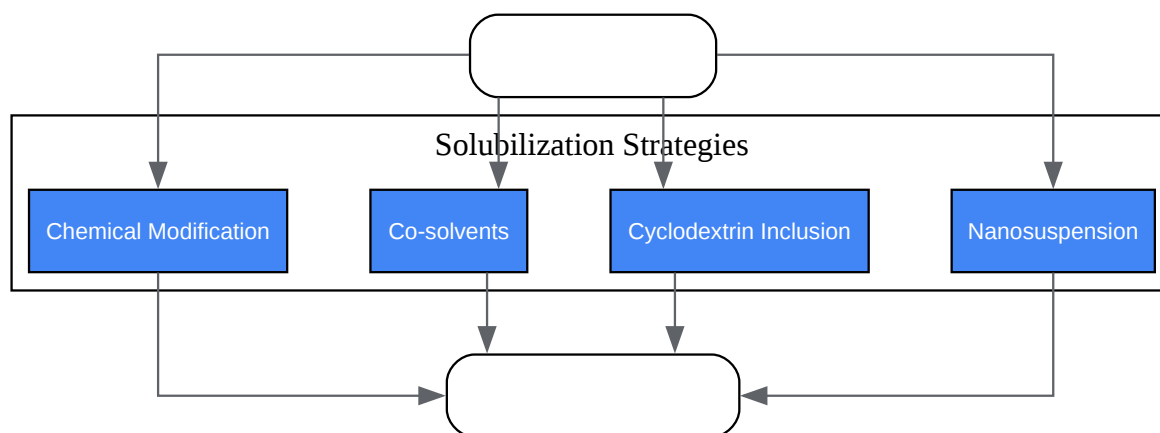 Solubilization Strategies
Chemical Modification
Co-solvents
Cyclodextrin Inclusion
Nanosuspension